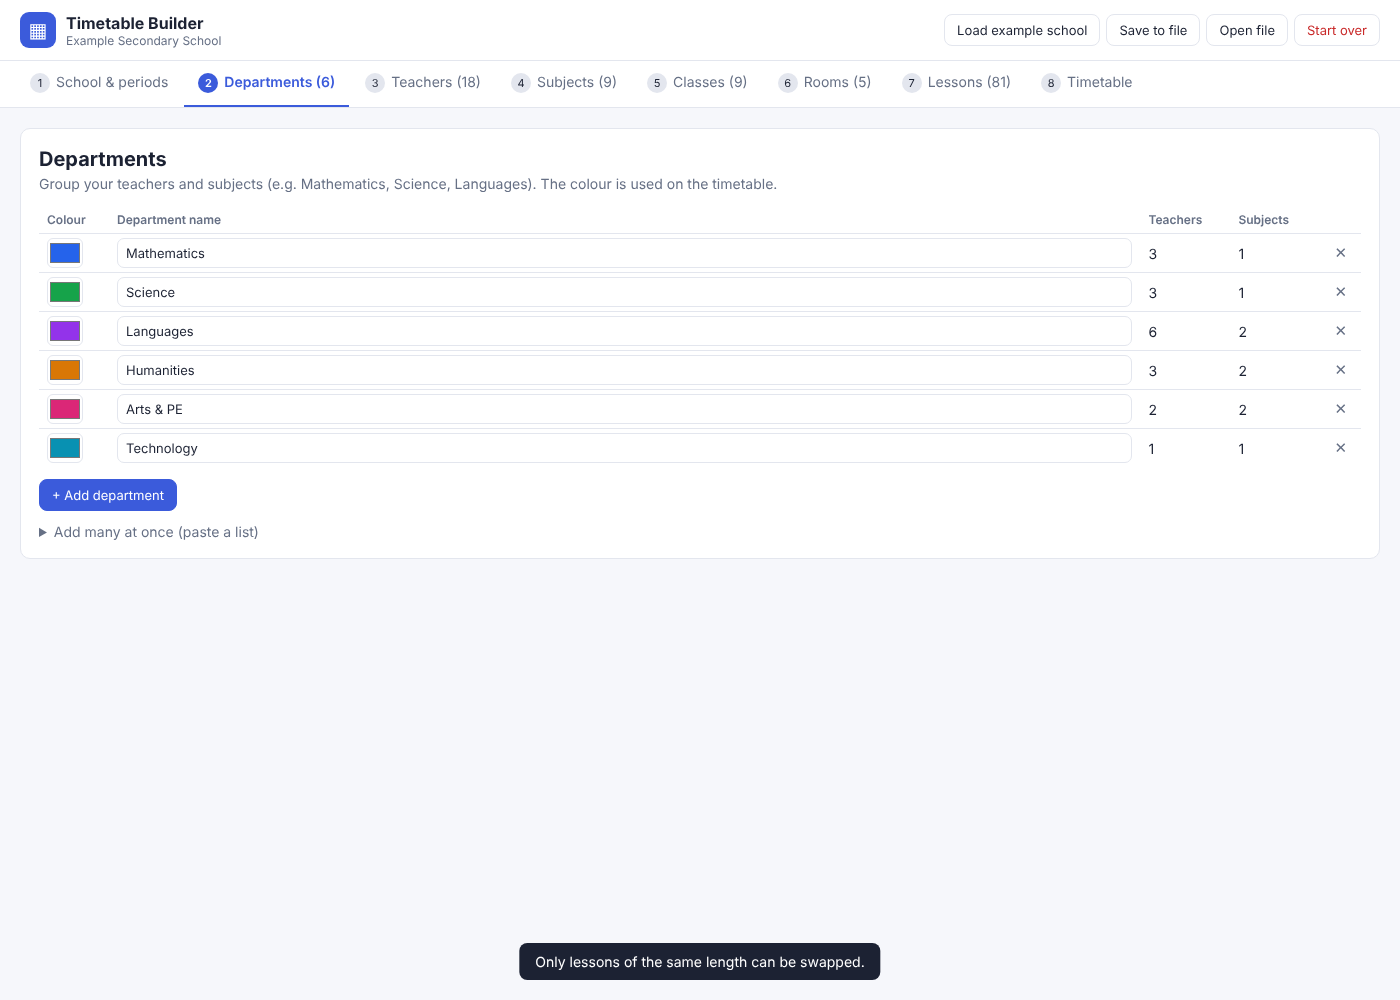 Timetable Builder
Example Secondary School
Load example school
Save to file
Open file
Start over
1 School & periods
2 Departments (6)
3 Teachers (18)
4 Subjects (9)
5 Classes (9)
6 Rooms (5)
7 Lessons (81)
8 Timetable
Departments
Group your teachers and subjects (e.g. Mathematics, Science, Languages). The colour is used on the timetable.
Colour Department name Teachers Subjects
Mathematics 3 1 ✕
Science 3 1 ✕
Languages 6 2 ✕
Humanities 3 2 ✕
Arts & PE 2 2 ✕
Technology 1 1 ✕
+ Add department
Add many at once (paste a list)
Only lessons of the same length can be swapped.